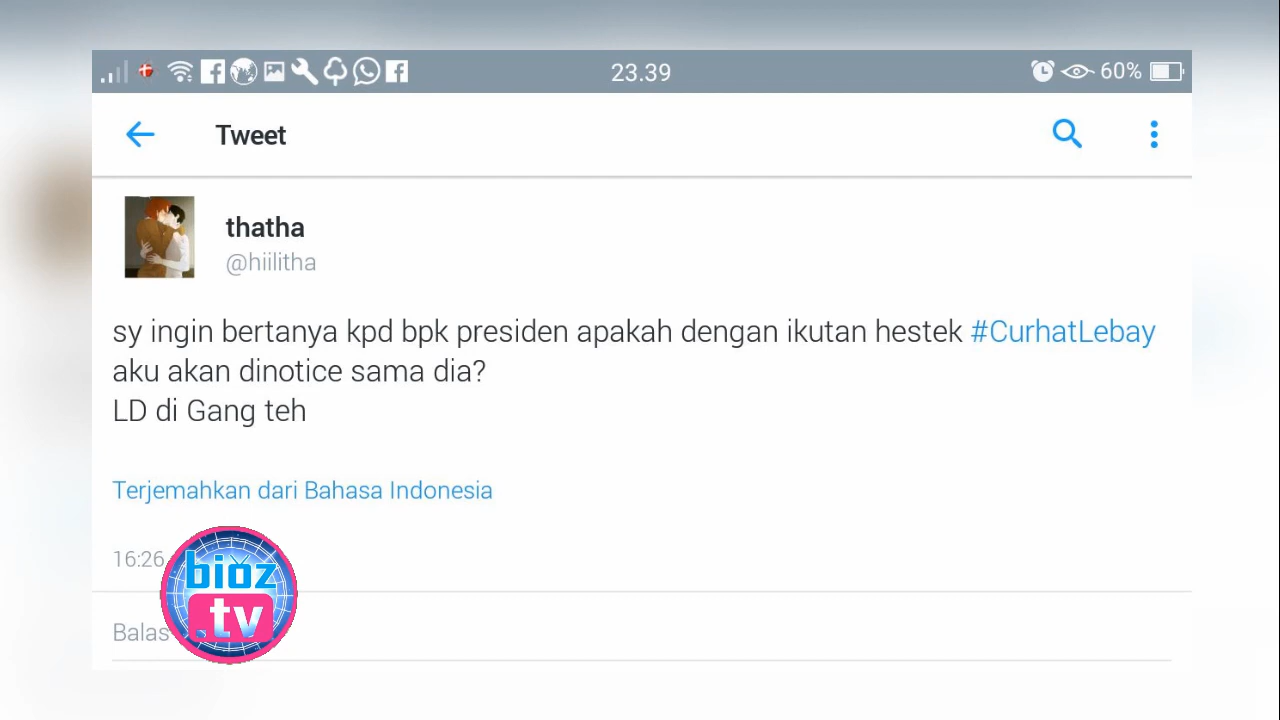 23.39
60%
Tweet
thatha
@hiilitha
sy ingin bertanya kpd bpk presiden apakah dengan ikutan hestek #CurhatLebay
aku akan dinotice sama dia?
LD di Gang teh
Terjemahkan dari Bahasa Indonesia
16:26
bioz
.tv
Balas